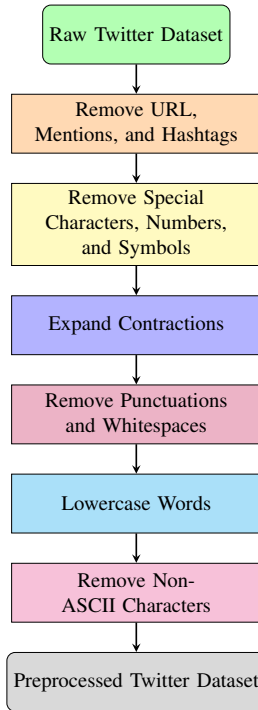 Raw Twitter Dataset
Remove URL,
Mentions, and Hashtags
Remove Special
Characters, Numbers,
and Symbols
Expand Contractions
Remove Punctuations
and Whitespaces
Lowercase Words
Remove Non-
ASCII Characters
Preprocessed Twitter Dataset